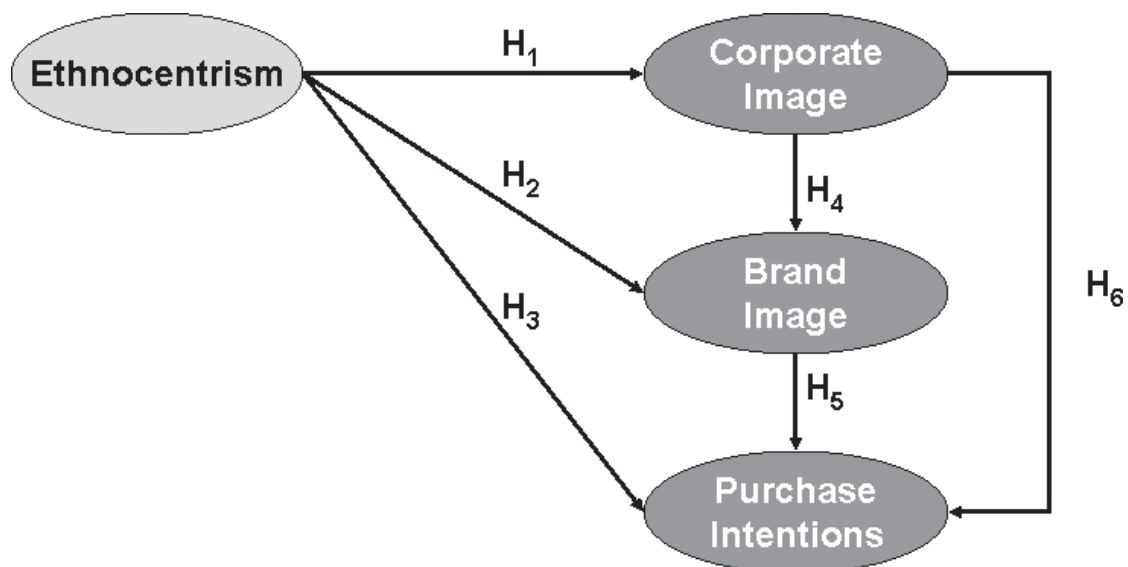 Ethnocentrism
H₁
Corporate
Image
H₂
H₄
Brand
Image
H₃
H₆
H₅
Purchase
Intentions